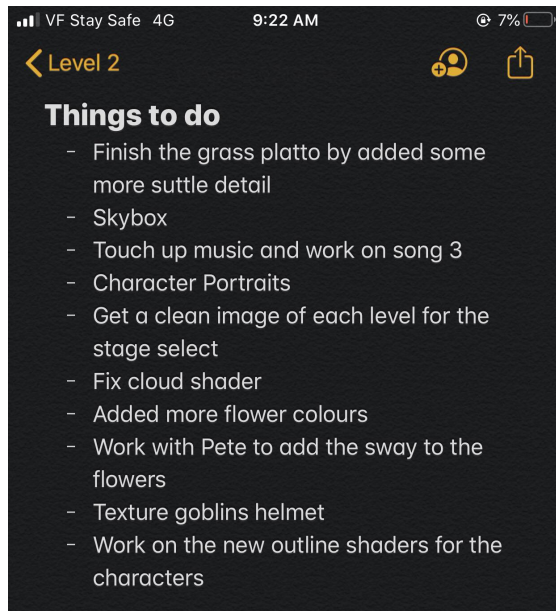 VF Stay Safe 4G 9:22 AM 7%
Level 2
Things to do
- Finish the grass platto by added some
more suttle detail
- Skybox
- Touch up music and work on song 3
- Character Portraits
- Get a clean image of each level for the
stage select
- Fix cloud shader
- Added more flower colours
- Work with Pete to add the sway to the
flowers
- Texture goblins helmet
- Work on the new outline shaders for the
characters